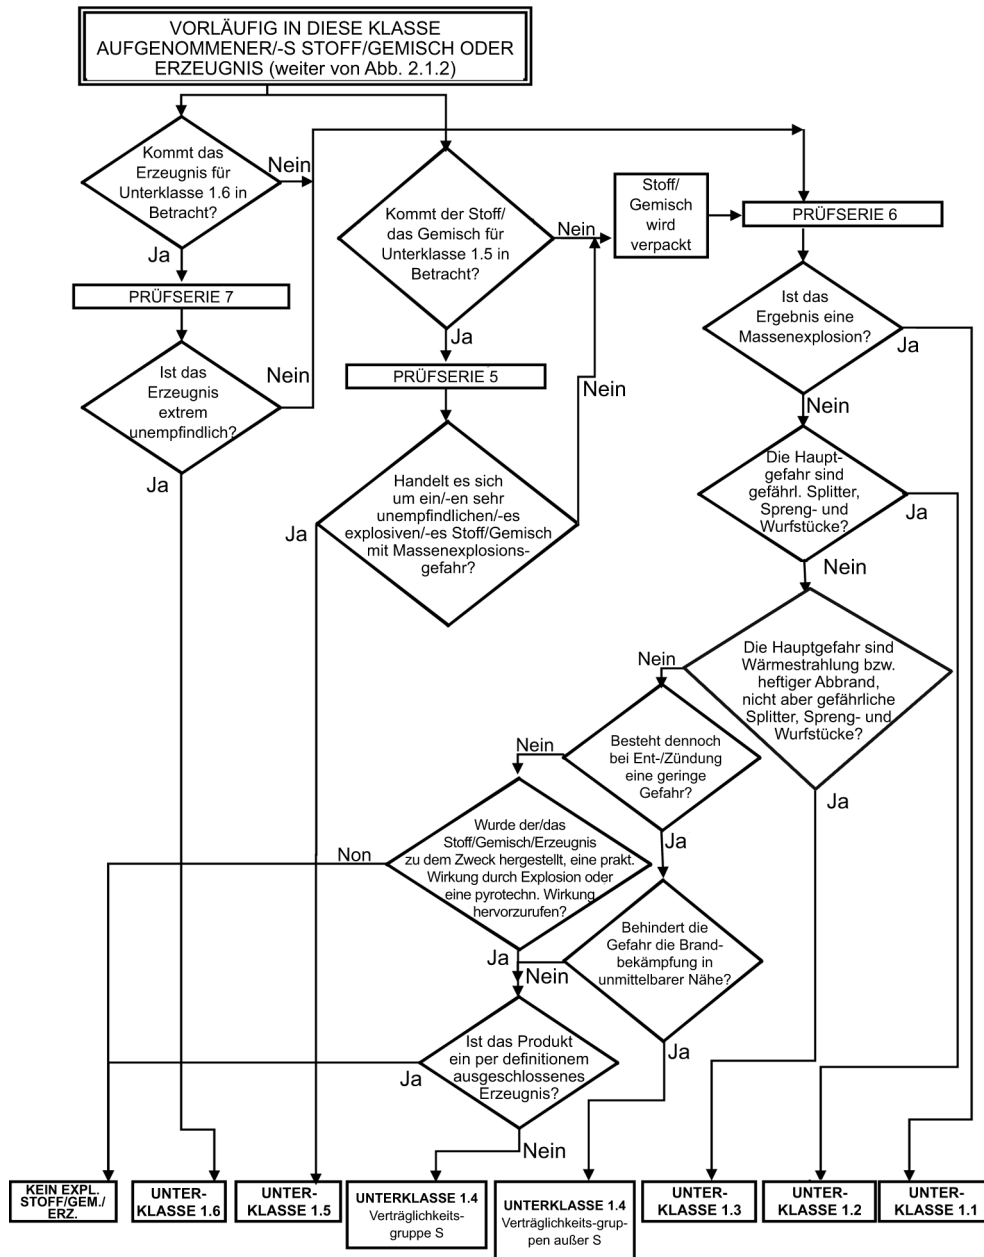 VORLÄUFIG IN DIESE KLASSE
AUFGENOMMENER/-S STOFF/GEMISCH ODER
ERZEUGNIS (weiter von Abb. 2.1.2)
Kommt das
Erzeugnis für
Unterklasse 1.6 in
Betracht?
Nein
Ja
PRÜFSERIE 7
Ist das
Erzeugnis
extrem
unempfindlich?
Nein
Ja
Kommt der Stoff/
das Gemisch für
Unterklasse 1.5 in
Betracht?
Nein
Ja
PRÜFSERIE 5
Nein
Handelt es sich
um ein/-en sehr
unempfindlichen/-es
explosiven/-es Stoff/Gemisch
mit Massenexplosions-
gefahr?
Ja
Stoff/
Gemisch
wird
verpackt
PRÜFSERIE 6
Ist das
Ergebnis eine
Massenexplosion?
Ja
Nein
Die Haupt-
gefahr sind
gefährl. Splitter,
Spreng- und
Wurfstücke?
Ja
Nein
Die Hauptgefahr sind
Wärmestrahlung bzw.
heftiger Abbrand,
nicht aber gefährliche
Splitter, Spreng- und
Wurfstücke?
Nein
Ja
Besteht dennoch
bei Ent-/Zündung
eine geringe
Gefahr?
Nein
Ja
Wurde der/das
Stoff/Gemisch/Erzeugnis
zu dem Zweck hergestellt, eine prakt.
Wirkung durch Explosion oder
eine pyrotechn. Wirkung
hervorzurufen?
Non
Ja
Behindert die
Gefahr die Brand-
bekämpfung in
unmittelbarer Nähe?
Nein
Ja
Ist das Produkt
ein per definitionem
ausgeschlossenes
Erzeugnis?
Ja
Nein
KEIN EXPL.
STOFF/GEM./
ERZ.
UNTER-
KLASSE 1.6
UNTER-
KLASSE 1.5
UNTERKLASSE 1.4
Verträglichkeits-
gruppe S
UNTERKLASSE 1.4
Verträglichkeits-grup-
pen außer S
UNTER-
KLASSE 1.3
UNTER-
KLASSE 1.2
UNTER-
KLASSE 1.1